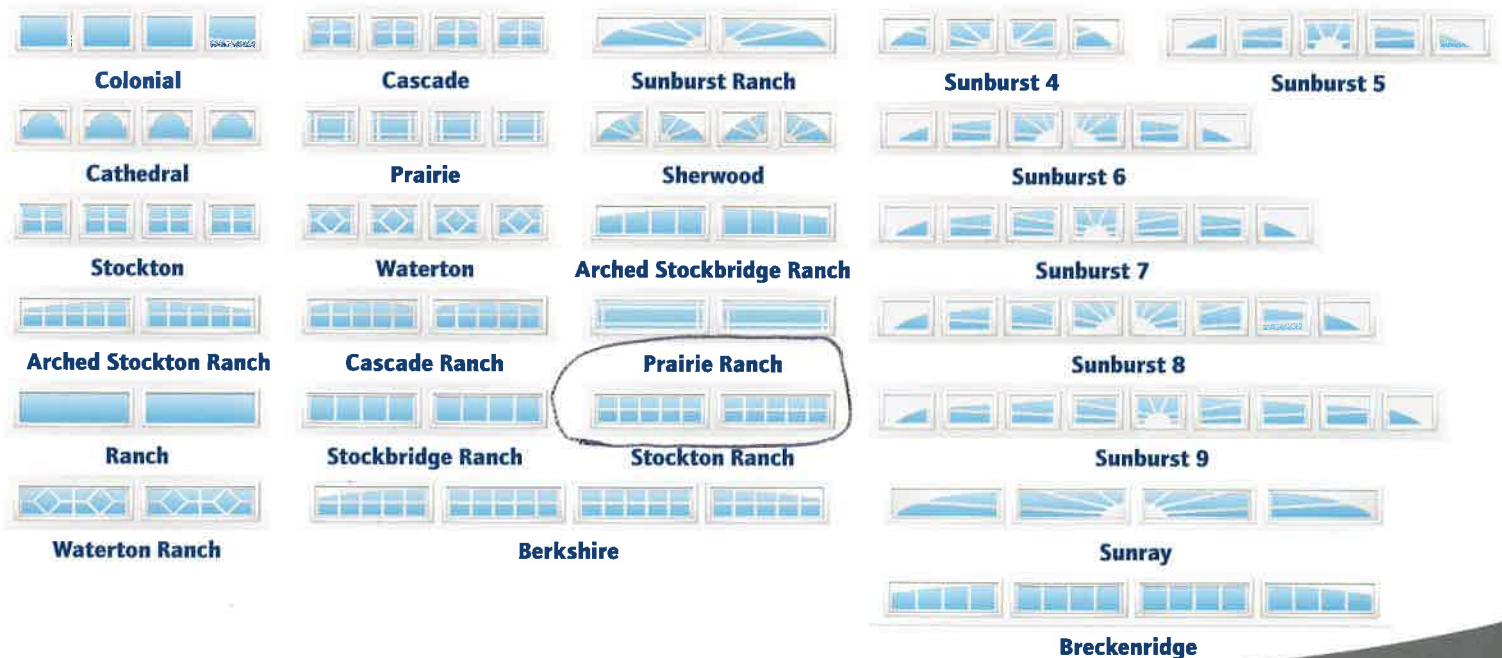 Colonial
Cascade
Sunburst Ranch
Sunburst 4
Sunburst 5
Cathedral
Prairie
Sherwood
Sunburst 6
Stockton
Waterton
Arched Stockbridge Ranch
Sunburst 7
Arched Stockton Ranch
Cascade Ranch
Prairie Ranch
Sunburst 8
Ranch
Stockbridge Ranch
Stockton Ranch
Sunburst 9
Waterton Ranch
Berkshire
Sunray
Breckenridge